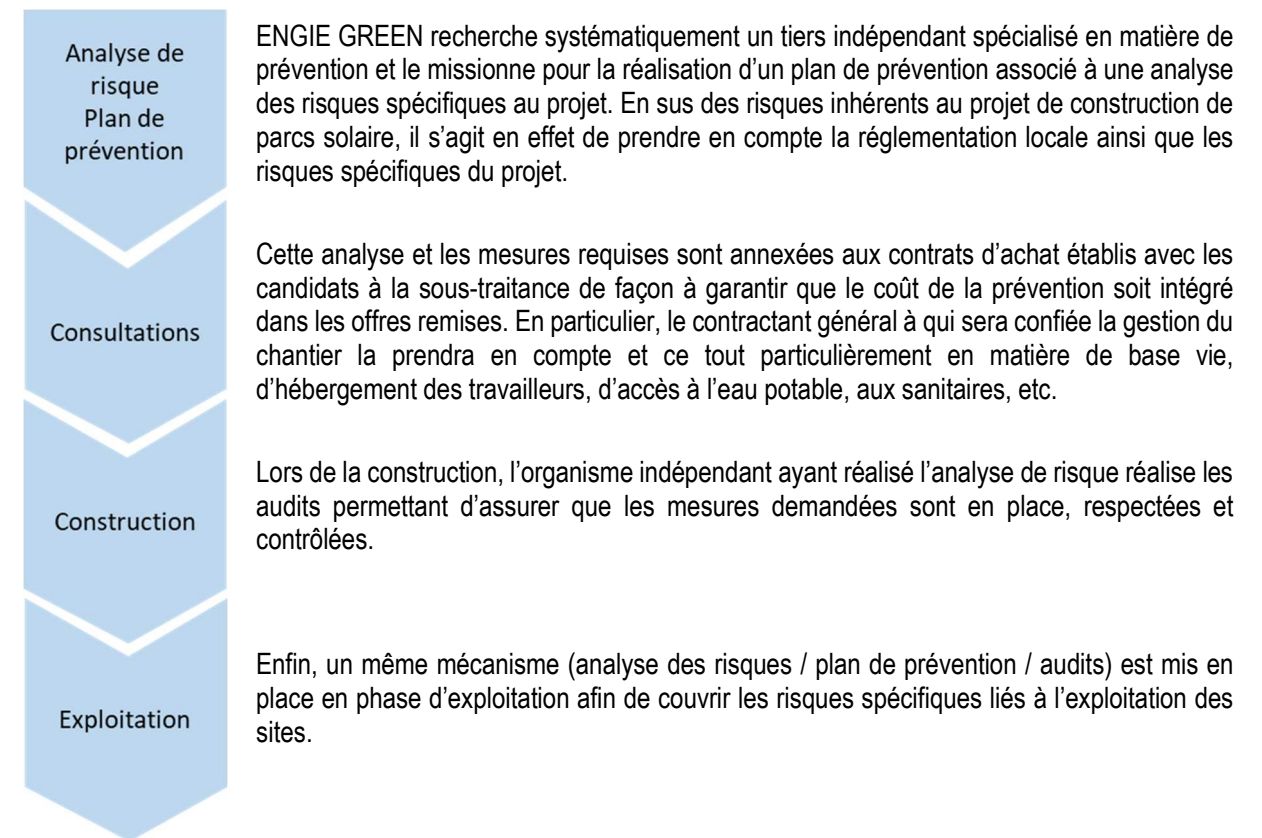 Analyse de
risque
Plan de
prévention
ENGIE GREEN recherche systématiquement un tiers indépendant spécialisé en matière de
prévention et le missionne pour la réalisation d’un plan de prévention associé à une analyse
des risques spécifiques au projet. En sus des risques inhérents au projet de construction de
parcs solaire, il s’agit en effet de prendre en compte la réglementation locale ainsi que les
risques spécifiques du projet.
Consultations
Cette analyse et les mesures requises sont annexées aux contrats d’achat établis avec les
candidats à la sous-traitance de façon à garantir que le coût de la prévention soit intégré
dans les offres remises. En particulier, le contractant général à qui sera confiée la gestion du
chantier la prendra en compte et ce tout particulièrement en matière de base vie,
d’hébergement des travailleurs, d’accès à l’eau potable, aux sanitaires, etc.
Construction
Lors de la construction, l’organisme indépendant ayant réalisé l’analyse de risque réalise les
audits permettant d’assurer que les mesures demandées sont en place, respectées et
contrôlées.
Exploitation
Enfin, un même mécanisme (analyse des risques / plan de prévention / audits) est mis en
place en phase d’exploitation afin de couvrir les risques spécifiques liés à l’exploitation des
sites.